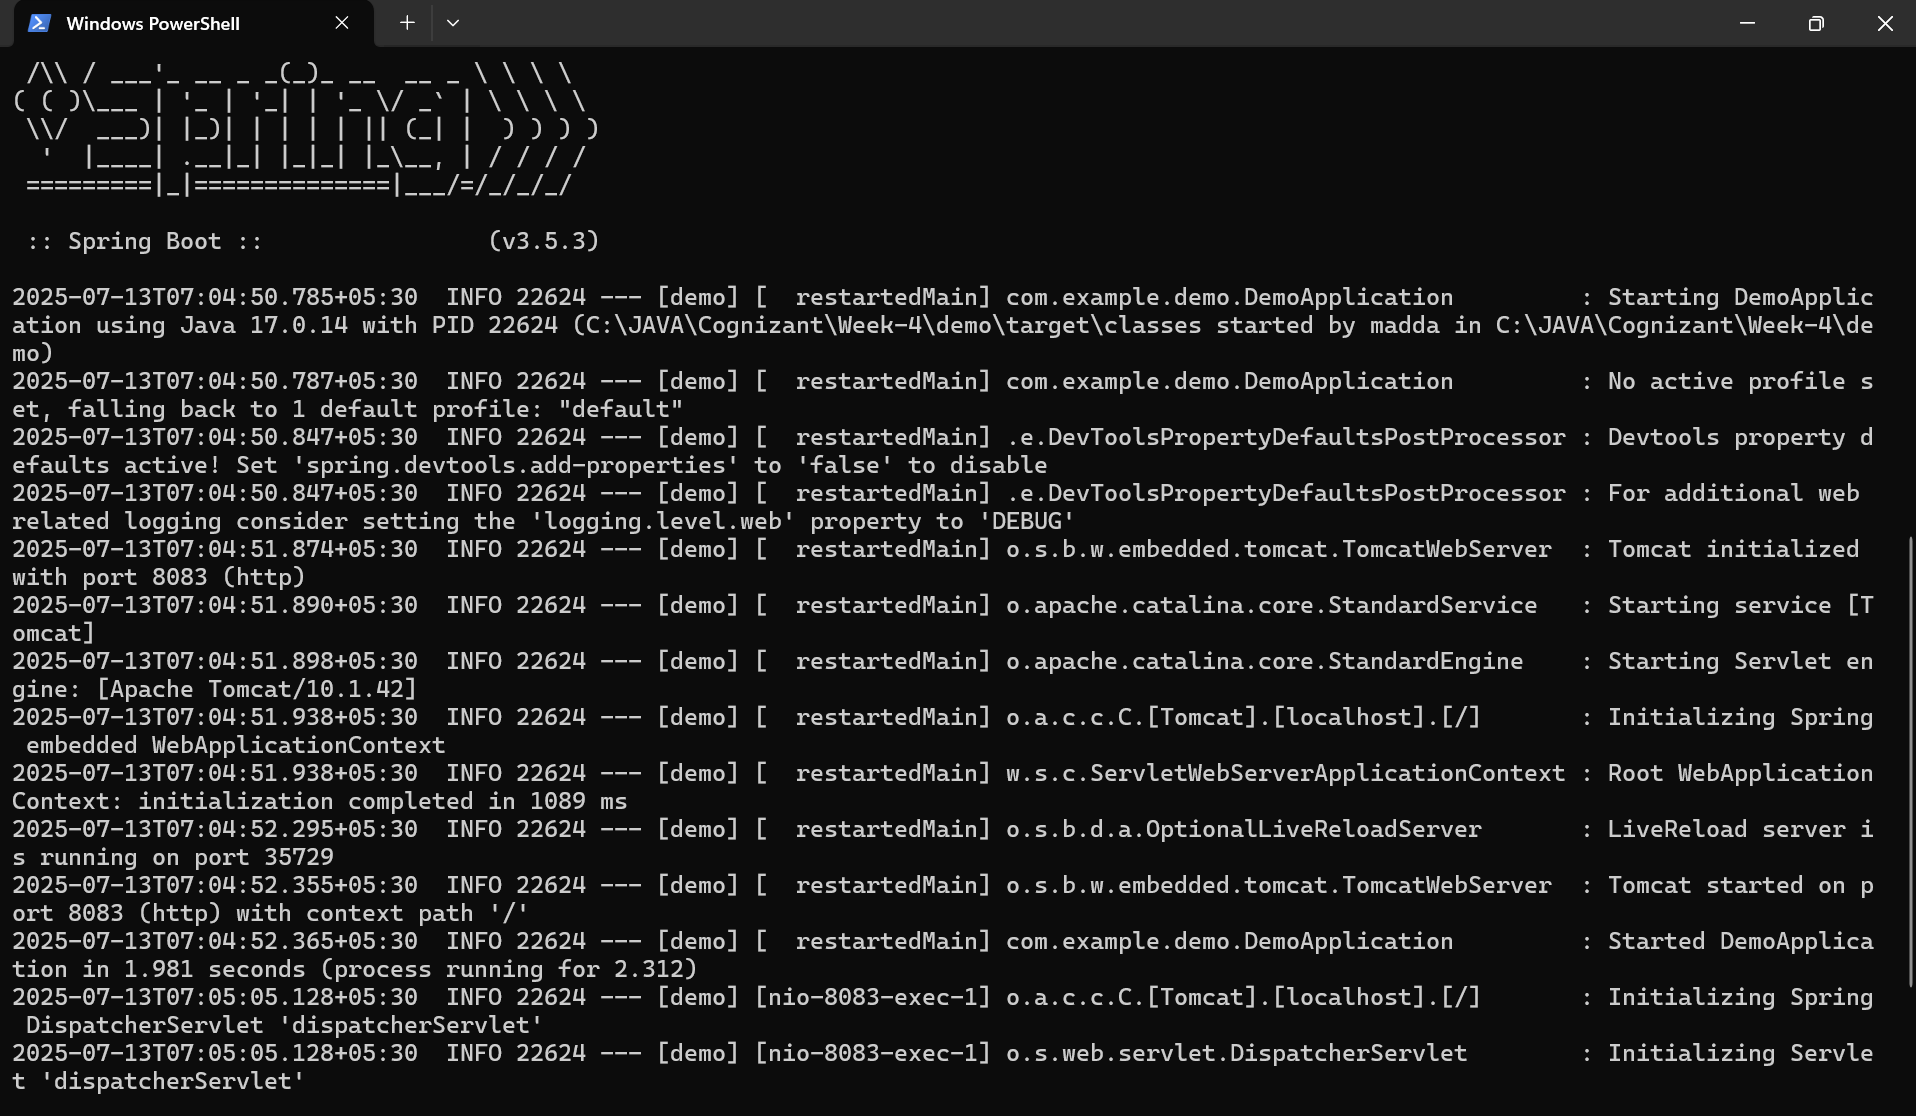 Windows PowerShell
 /\\ / ___'_ __ _ _(_)_ __  __ _ \ \ \ \
( ( )\___ | '_ | '_| | '_ \/ _` | \ \ \ \
 \\/  ___)| |_)| | | | | || (_| |  ) ) ) )
  '  |____| .__|_| |_|_| |_\__, | / / / /
 =========|_|==============|___/=/_/_/_/

 :: Spring Boot ::                (v3.5.3)

2025-07-13T07:04:50.785+05:30  INFO 22624 --- [demo] [  restartedMain] com.example.demo.DemoApplication         : Starting DemoApplic
ation using Java 17.0.14 with PID 22624 (C:\JAVA\Cognizant\Week-4\demo\target\classes started by madda in C:\JAVA\Cognizant\Week-4\de
mo)
2025-07-13T07:04:50.787+05:30  INFO 22624 --- [demo] [  restartedMain] com.example.demo.DemoApplication         : No active profile s
et, falling back to 1 default profile: "default"
2025-07-13T07:04:50.847+05:30  INFO 22624 --- [demo] [  restartedMain] .e.DevToolsPropertyDefaultsPostProcessor : Devtools property d
efaults active! Set 'spring.devtools.add-properties' to 'false' to disable
2025-07-13T07:04:50.847+05:30  INFO 22624 --- [demo] [  restartedMain] .e.DevToolsPropertyDefaultsPostProcessor : For additional web 
related logging consider setting the 'logging.level.web' property to 'DEBUG'
2025-07-13T07:04:51.874+05:30  INFO 22624 --- [demo] [  restartedMain] o.s.b.w.embedded.tomcat.TomcatWebServer  : Tomcat initialized 
with port 8083 (http)
2025-07-13T07:04:51.890+05:30  INFO 22624 --- [demo] [  restartedMain] o.apache.catalina.core.StandardService   : Starting service [T
omcat]
2025-07-13T07:04:51.898+05:30  INFO 22624 --- [demo] [  restartedMain] o.apache.catalina.core.StandardEngine    : Starting Servlet en
gine: [Apache Tomcat/10.1.42]
2025-07-13T07:04:51.938+05:30  INFO 22624 --- [demo] [  restartedMain] o.a.c.c.C.[Tomcat].[localhost].[/]       : Initializing Spring
 embedded WebApplicationContext
2025-07-13T07:04:51.938+05:30  INFO 22624 --- [demo] [  restartedMain] w.s.c.ServletWebServerApplicationContext : Root WebApplication
Context: initialization completed in 1089 ms
2025-07-13T07:04:52.295+05:30  INFO 22624 --- [demo] [  restartedMain] o.s.b.d.a.OptionalLiveReloadServer       : LiveReload server i
s running on port 35729
2025-07-13T07:04:52.355+05:30  INFO 22624 --- [demo] [  restartedMain] o.s.b.w.embedded.tomcat.TomcatWebServer  : Tomcat started on p
ort 8083 (http) with context path '/'
2025-07-13T07:04:52.365+05:30  INFO 22624 --- [demo] [  restartedMain] com.example.demo.DemoApplication         : Started DemoApplica
tion in 1.981 seconds (process running for 2.312)
2025-07-13T07:05:05.128+05:30  INFO 22624 --- [demo] [nio-8083-exec-1] o.a.c.c.C.[Tomcat].[localhost].[/]       : Initializing Spring
 DispatcherServlet 'dispatcherServlet'
2025-07-13T07:05:05.128+05:30  INFO 22624 --- [demo] [nio-8083-exec-1] o.s.web.servlet.DispatcherServlet        : Initializing Servle
t 'dispatcherServlet'